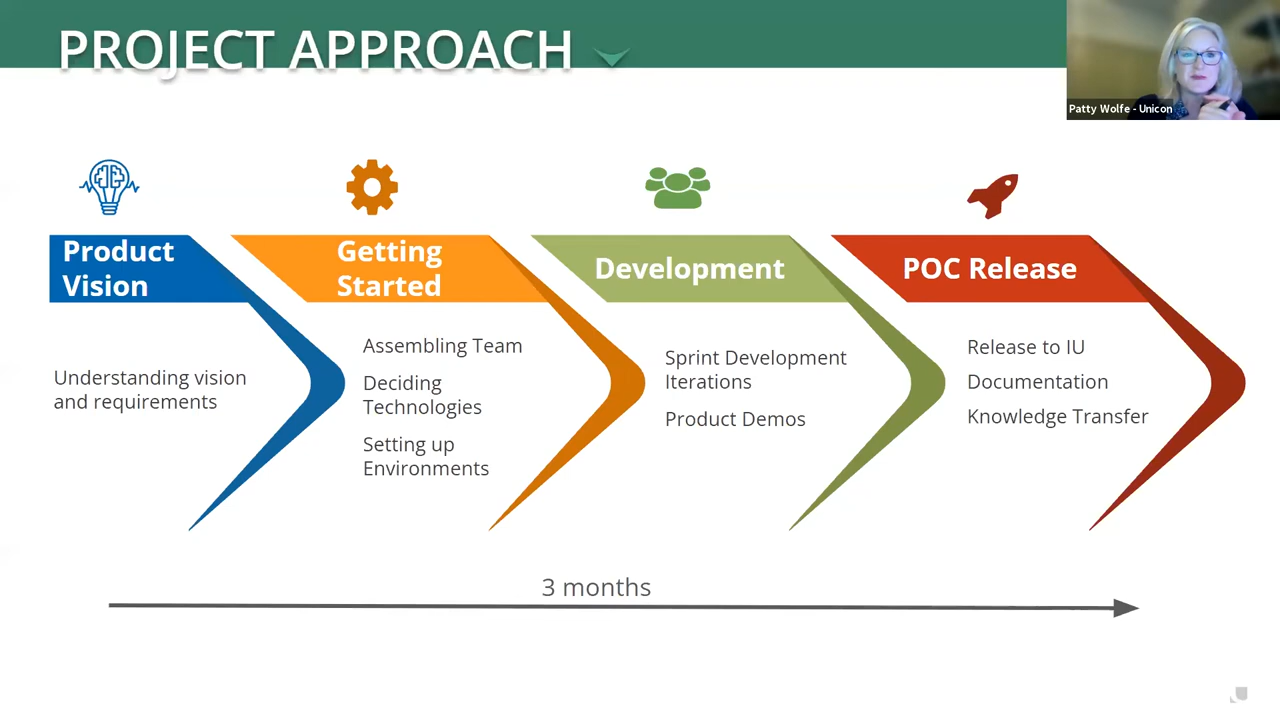 PROJECT APPROACH
Patty Wolfe - Unicon
Product
Vision
Understanding vision
and requirements
Getting
Started
Assembling Team
Deciding
Technologies
Setting up
Environments
Development
Sprint Development
Iterations
Product Demos
POC Release
Release to IU
Documentation
Knowledge Transfer
3 months